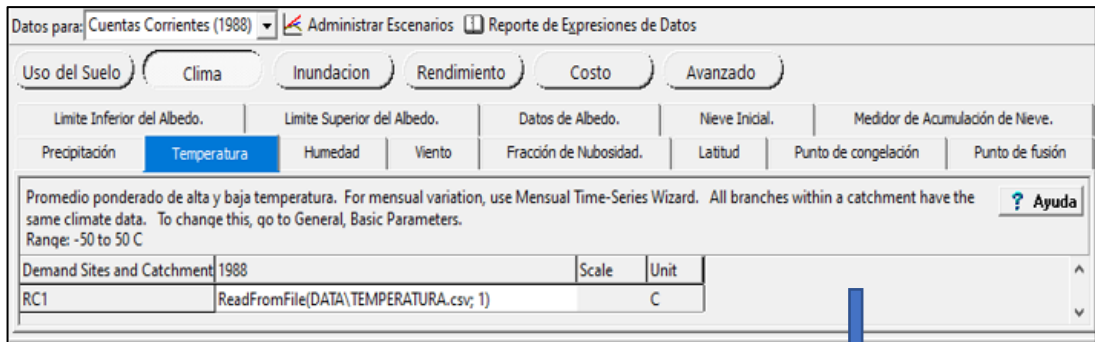 Datos para: Cuentas Corrientes (1988) Administrar Escenarios Reporte de Expresiones de Datos
Uso del Suelo Clima Inundacion Rendimiento Costo Avanzado
Limite Inferior del Albedo. Limite Superior del Albedo. Datos de Albedo. Nieve Inicial. Medidor de Acumulación de Nieve.
Precipitación Temperatura Humedad Viento Fracción de Nubosidad. Latitud Punto de congelación Punto de fusión
Promedio ponderado de alta y baja temperatura. For mensual variation, use Mensual Time-Series Wizard. All branches within a catchment have the
same climate data. To change this, go to General, Basic Parameters.
Range: -50 to 50 C
? Ayuda
Demand Sites and Catchment 1988 Scale Unit
RC1 ReadFromFile(DATA\TEMPERATURA.csv; 1) C